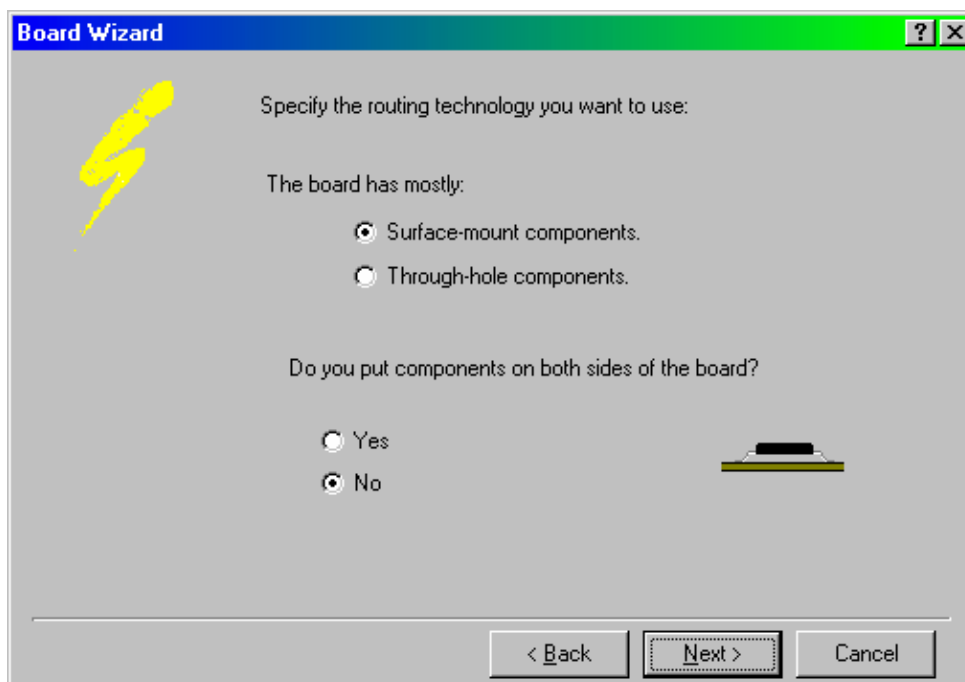 Board Wizard
Specify the routing technology you want to use:
The board has mostly:
Surface-mount components.
Through-hole components.
Do you put components on both sides of the board?
Yes
No
< Back Next > Cancel